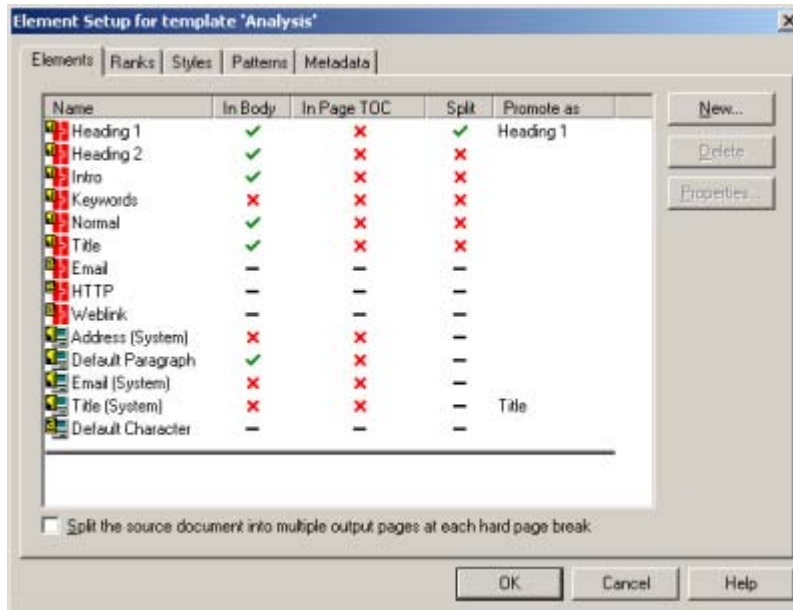 Element Setup for template 'Analysis'
Elements Ranks Styles Patterns Metadata
Name In Body In Page TOC Split Promote as
New...
Heading 1 Heading 1
Heading 2
Delete
Intro
Keywords
Properties...
Normal
Title
Email
HTTP
Weblink
Address (System)
Default Paragraph
Email (System)
Title (System) Title
Default Character
Split the source document into multiple output pages at each hard page break
OK Cancel Help